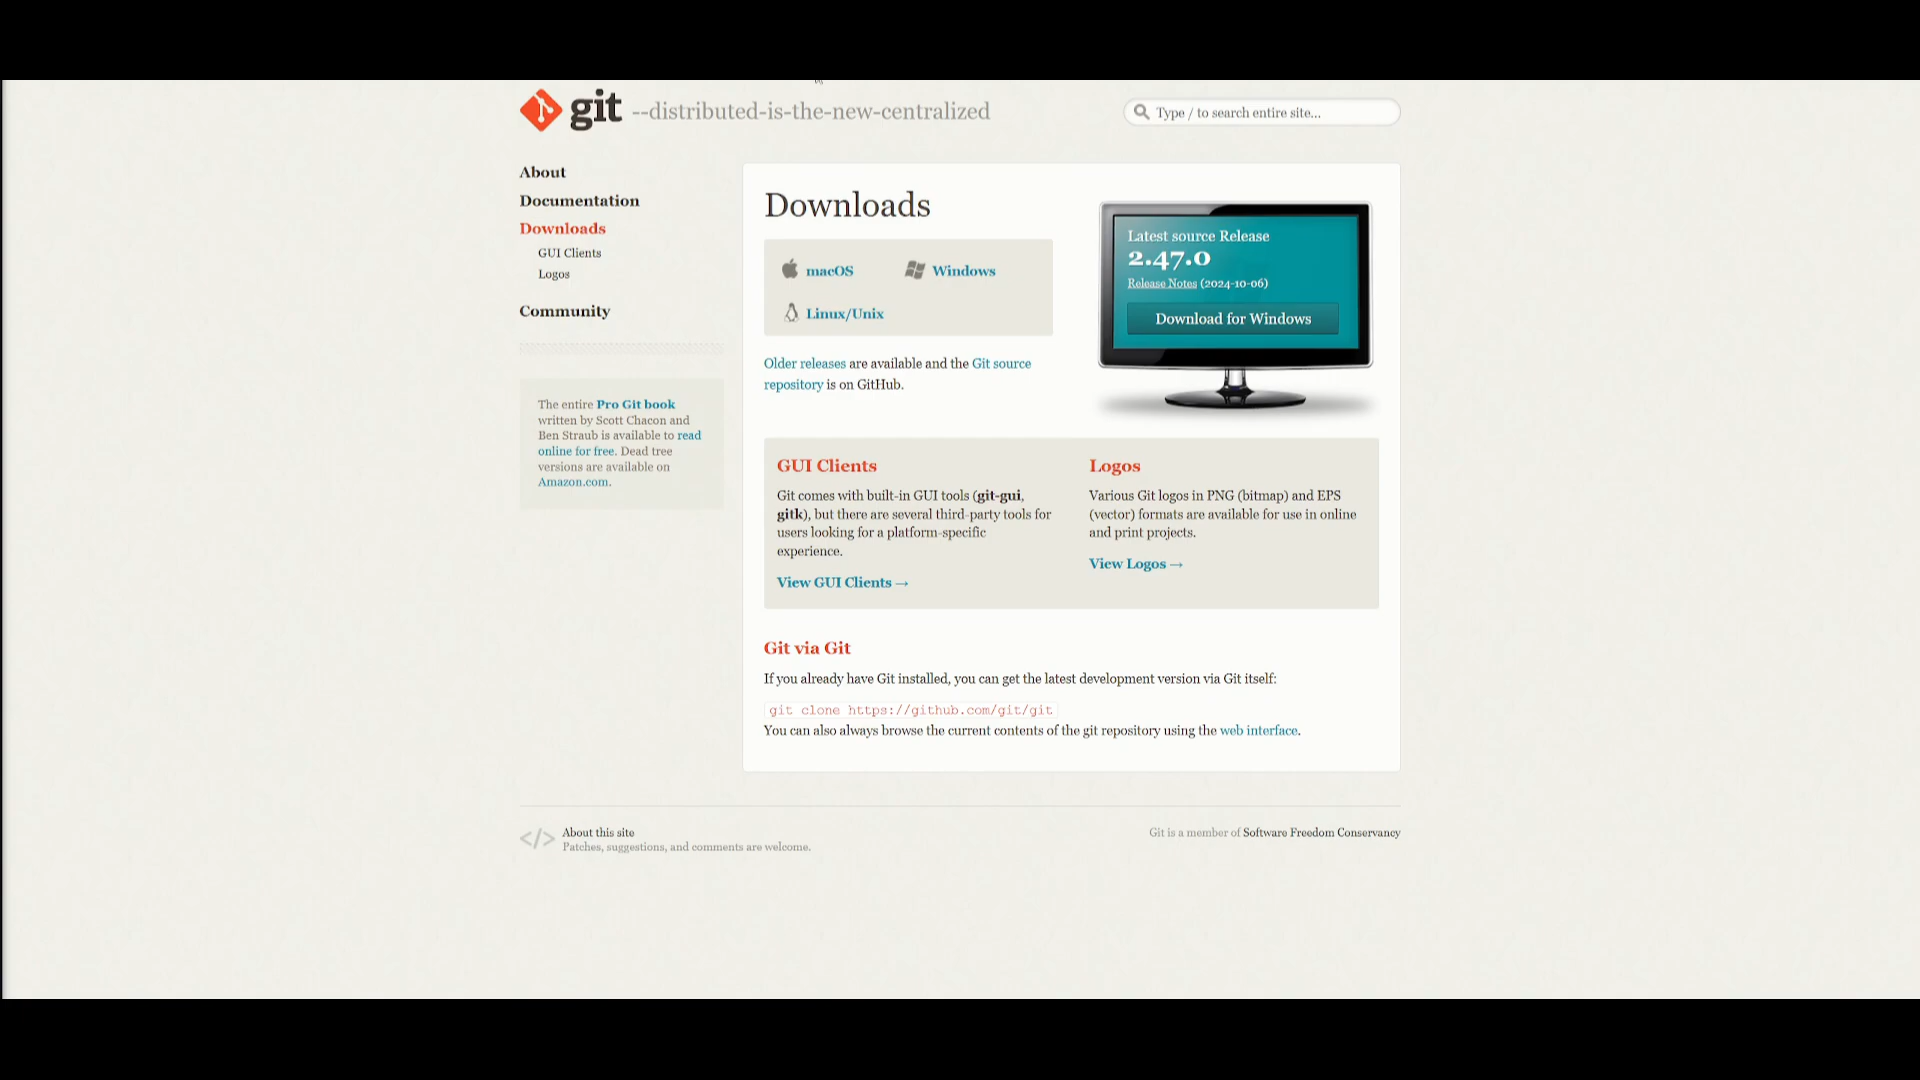 git --distributed-is-the-new-centralized
Type / to search entire site...
About
Documentation
Downloads
GUI Clients
Logos
Community
The entire Pro Git book
written by Scott Chacon and
Ben Straub is available to read
online for free. Dead tree
versions are available on
Amazon.com.
Downloads
macOS
Windows
Linux/Unix
Older releases are available and the Git source
repository is on GitHub.
Latest source Release
2.47.0
Release Notes (2024-10-06)
Download for Windows
GUI Clients
Git comes with built-in GUI tools (git-gui,
gitk), but there are several third-party tools for
users looking for a platform-specific
experience.
View GUI Clients →
Logos
Various Git logos in PNG (bitmap) and EPS
(vector) formats are available for use in online
and print projects.
View Logos →
Git via Git
If you already have Git installed, you can get the latest development version via Git itself:
git clone https://github.com/git/git
You can also always browse the current contents of the git repository using the web interface.
</> About this site
Patches, suggestions, and comments are welcome.
Git is a member of Software Freedom Conservancy